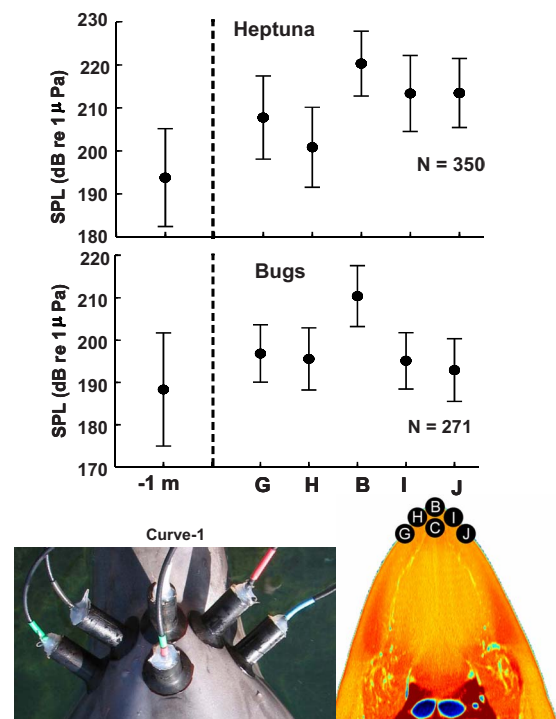 Heptuna
SPL (dB re 1 μ Pa)
230
220
210
200
190
180
N = 350
Bugs
SPL (dB re 1 μ Pa)
220
210
200
190
180
170
N = 271
-1 m G H B I J
Curve-1
B
H I
C
G J